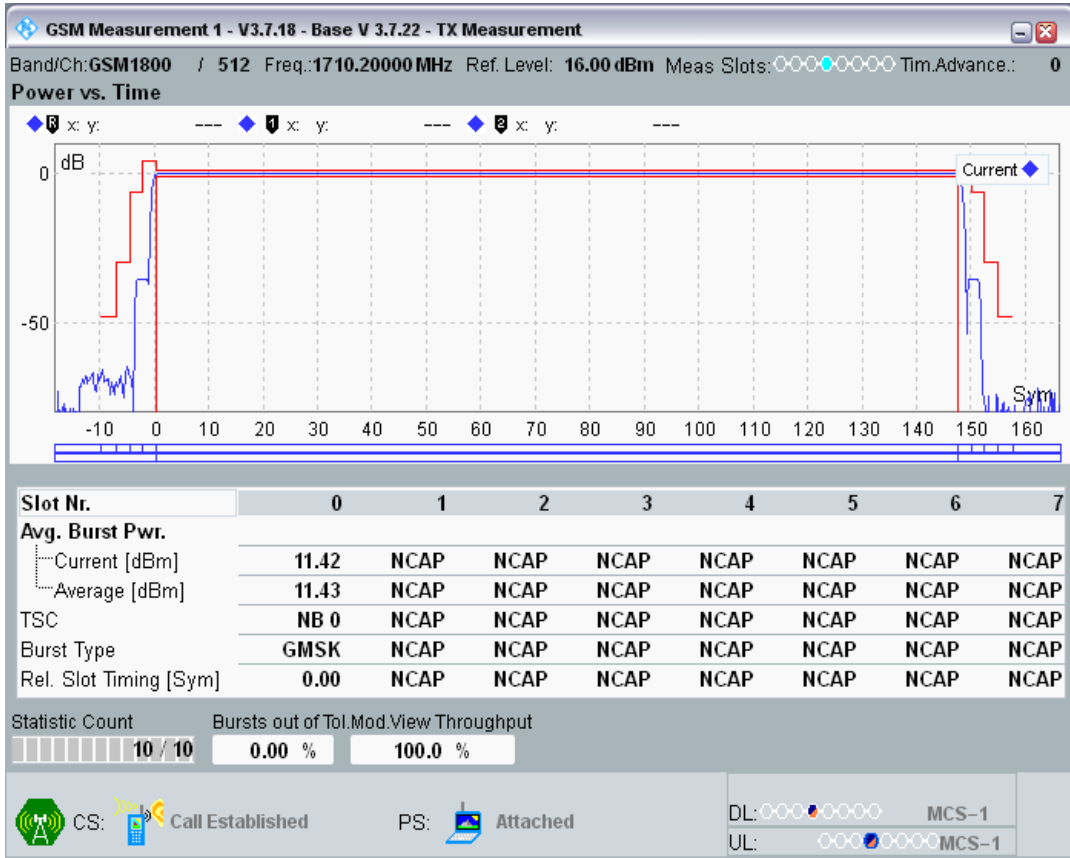 GSM Measurement 1 - V3.7.18 - Base V 3.7.22 - TX Measurement
Band/Ch:GSM1800 / 512 Freq.:1710.20000 MHz Ref. Level: 16.00 dBm Meas Slots: Tim.Advance.: 0
Power vs. Time
R x: y: --- 1 x: y: --- 2 x: y: ---
dB
0
Current
-50
Sym
-10 0 10 20 30 40 50 60 70 80 90 100 110 120 130 140 150 160
Slot Nr. 0 1 2 3 4 5 6 7
Avg. Burst Pwr.
Current [dBm] 11.42 NCAP NCAP NCAP NCAP NCAP NCAP NCAP
Average [dBm] 11.43 NCAP NCAP NCAP NCAP NCAP NCAP NCAP
TSC NB 0 NCAP NCAP NCAP NCAP NCAP NCAP NCAP
Burst Type GMSK NCAP NCAP NCAP NCAP NCAP NCAP NCAP
Rel. Slot Timing [Sym] 0.00 NCAP NCAP NCAP NCAP NCAP NCAP NCAP
Statistic Count Bursts out of Tol. Mod.View Throughput
10 / 10 0.00 % 100.0 %
CS: Call Established PS: Attached
DL: MCS-1
UL: MCS-1